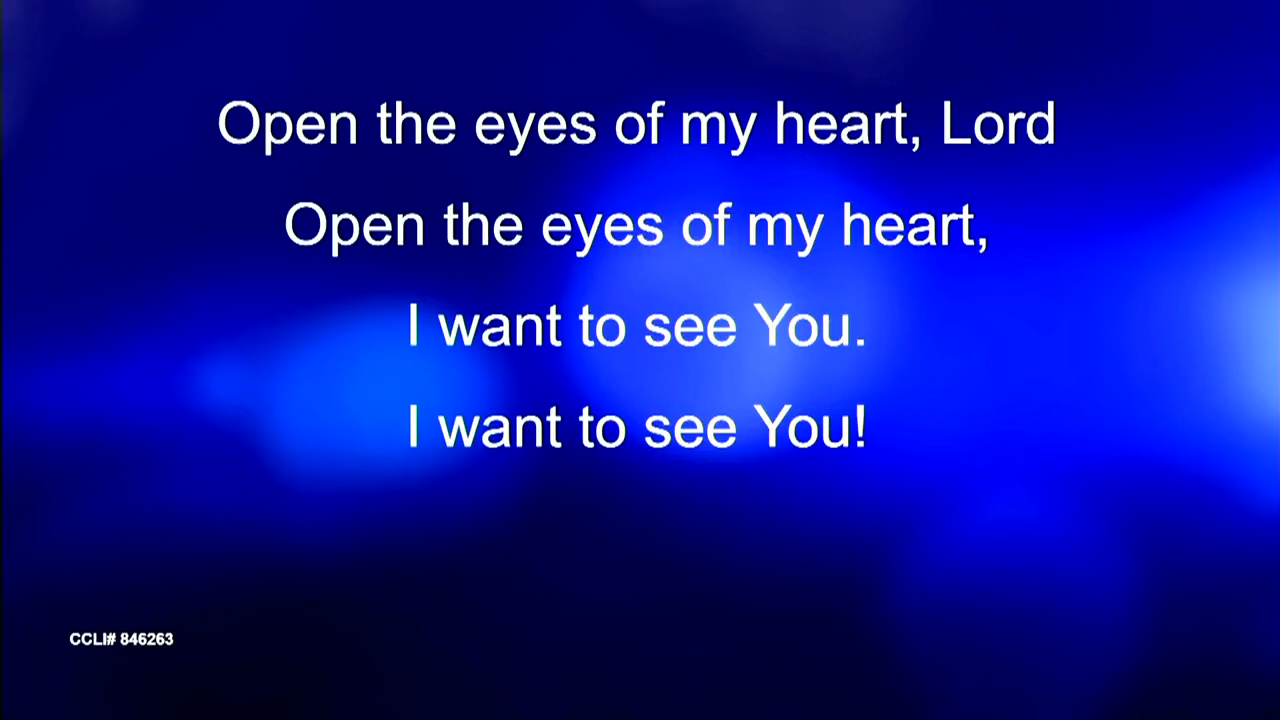 Open the eyes of my heart, Lord
Open the eyes of my heart,
I want to see You.
I want to see You!
CCLI# 846263